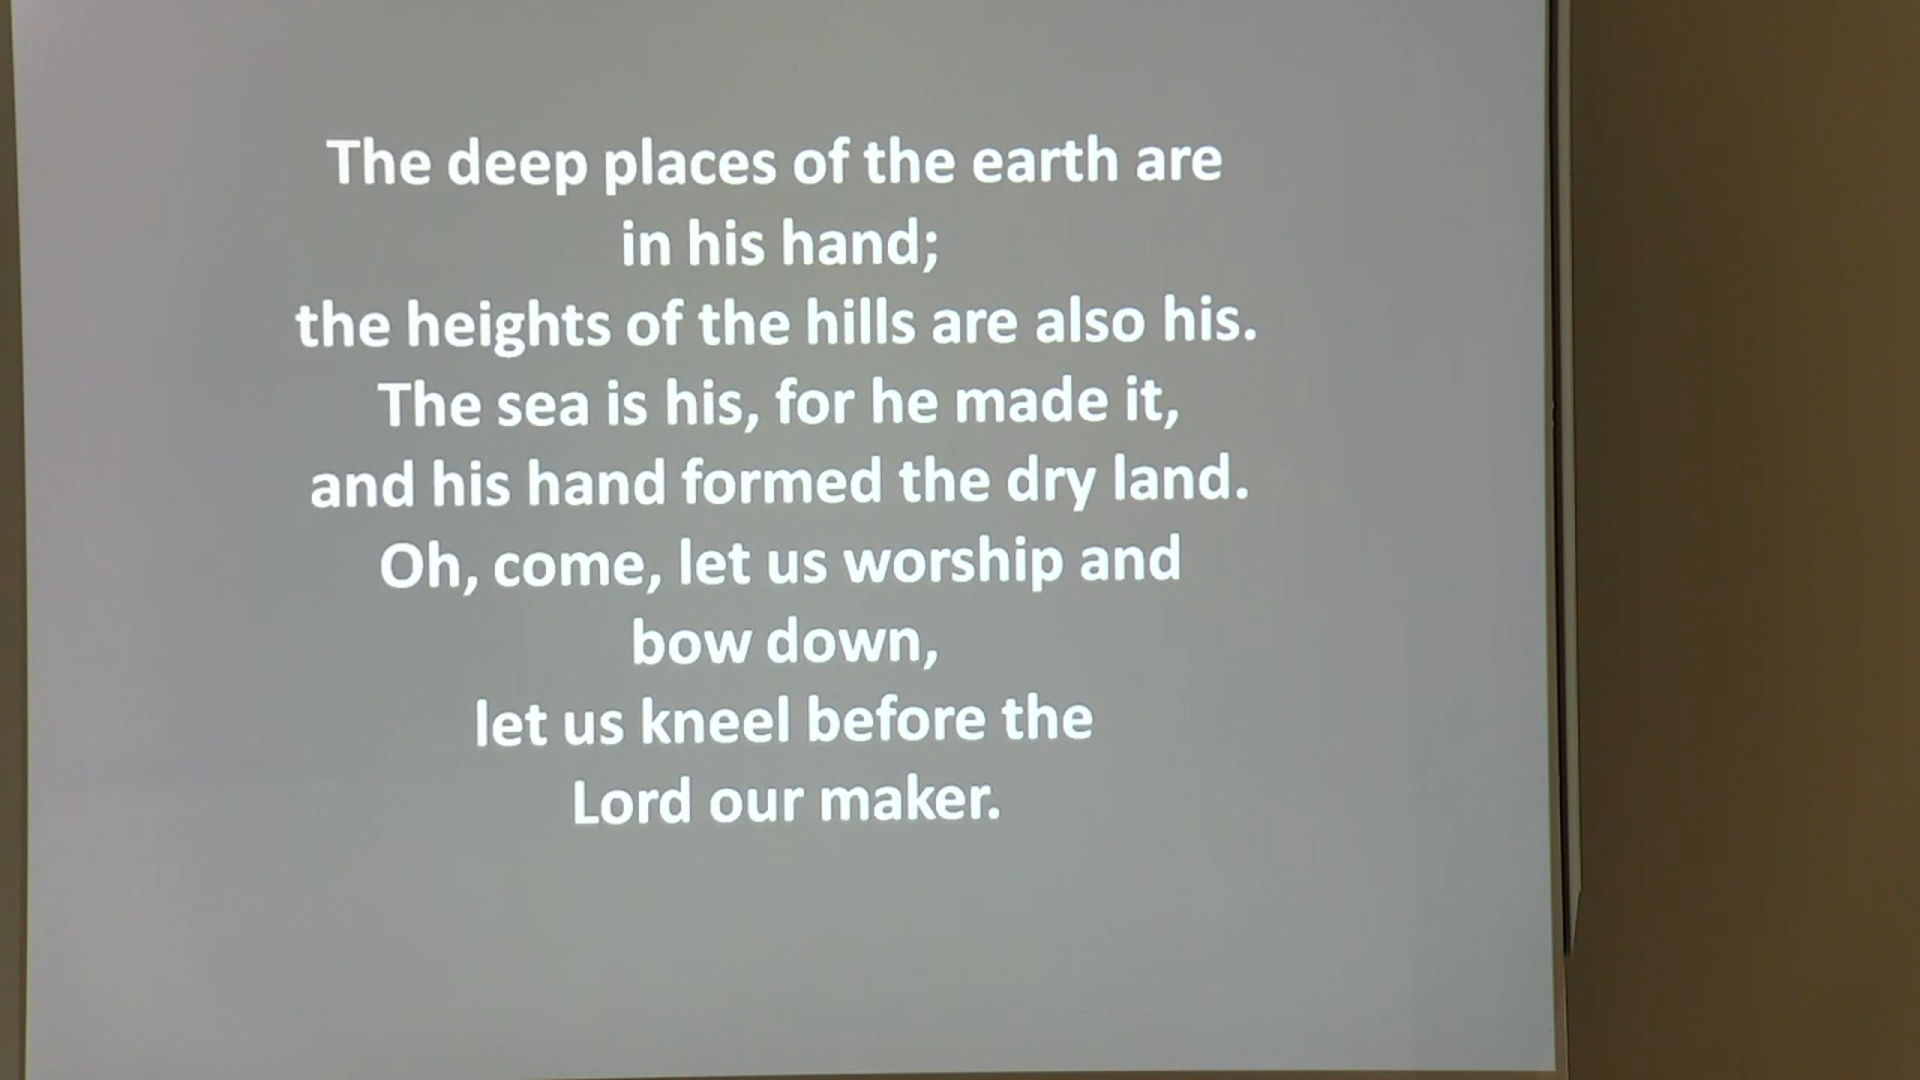 The deep places of the earth are
in his hand;
the heights of the hills are also his.
The sea is his, for he made it,
and his hand formed the dry land.
Oh, come, let us worship and
bow down,
let us kneel before the
Lord our maker.